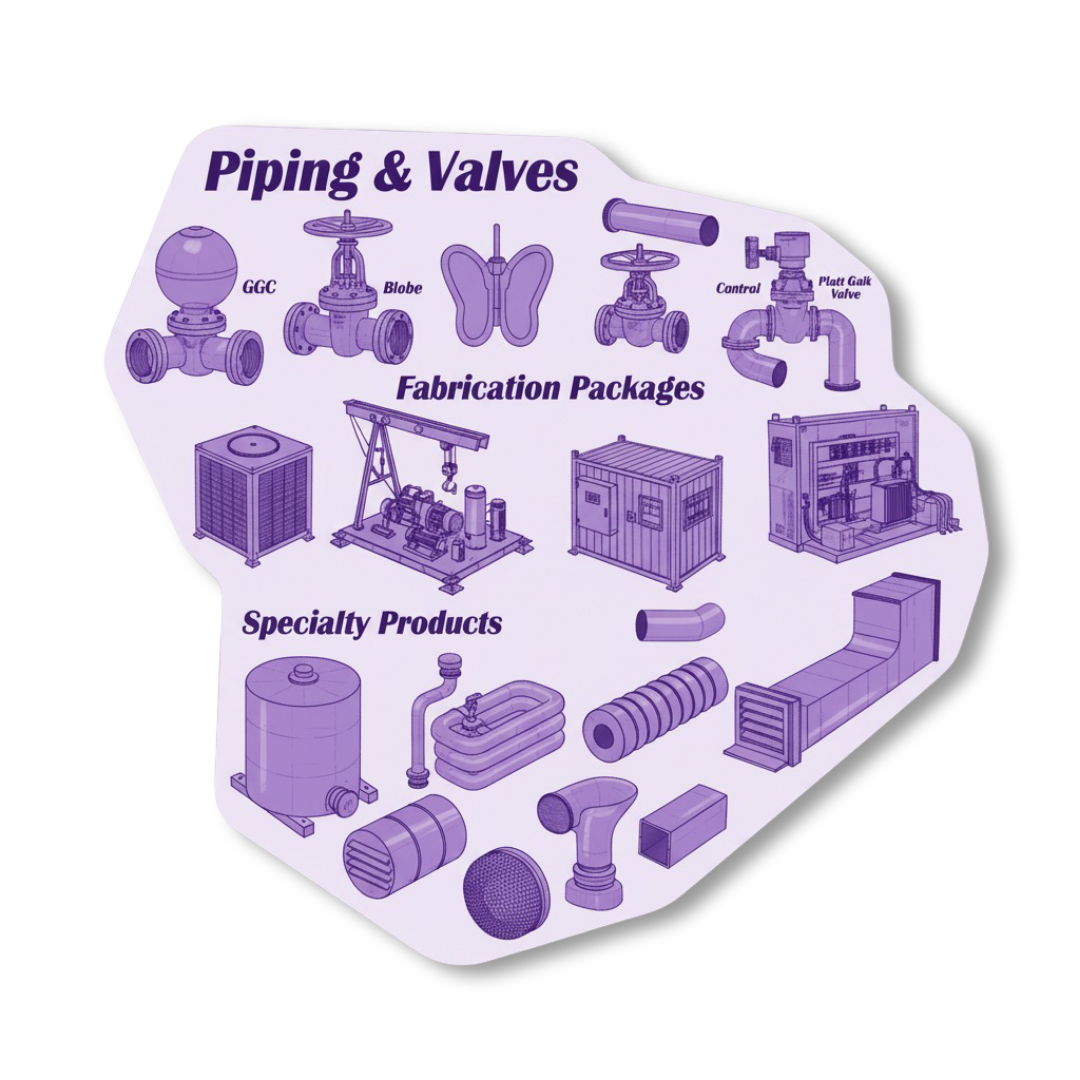 Piping & Valves
GGC
Blobe
Control
Platt Galk
Valve
Fabrication Packages
Specialty Products